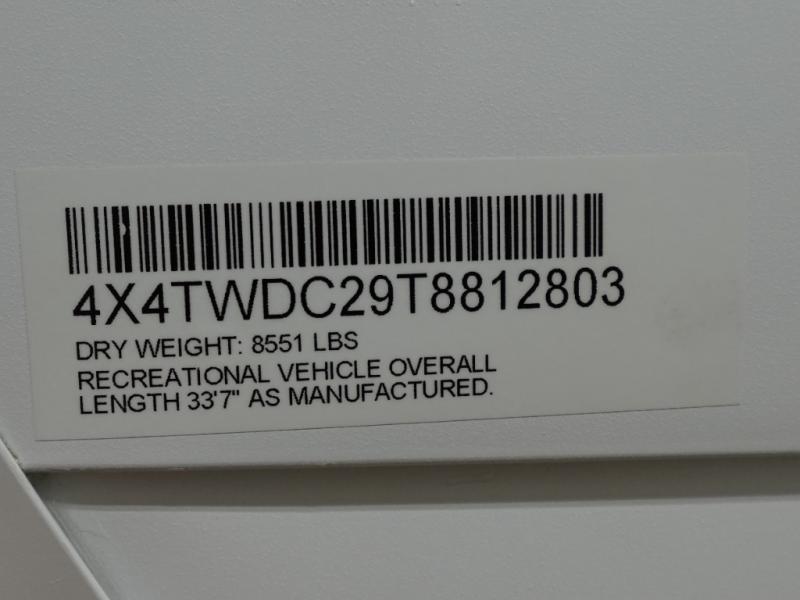 4X4TWDC29T8812803
DRY WEIGHT: 8551 LBS
RECREATIONAL VEHICLE OVERALL
LENGTH 33'7" AS MANUFACTURED.